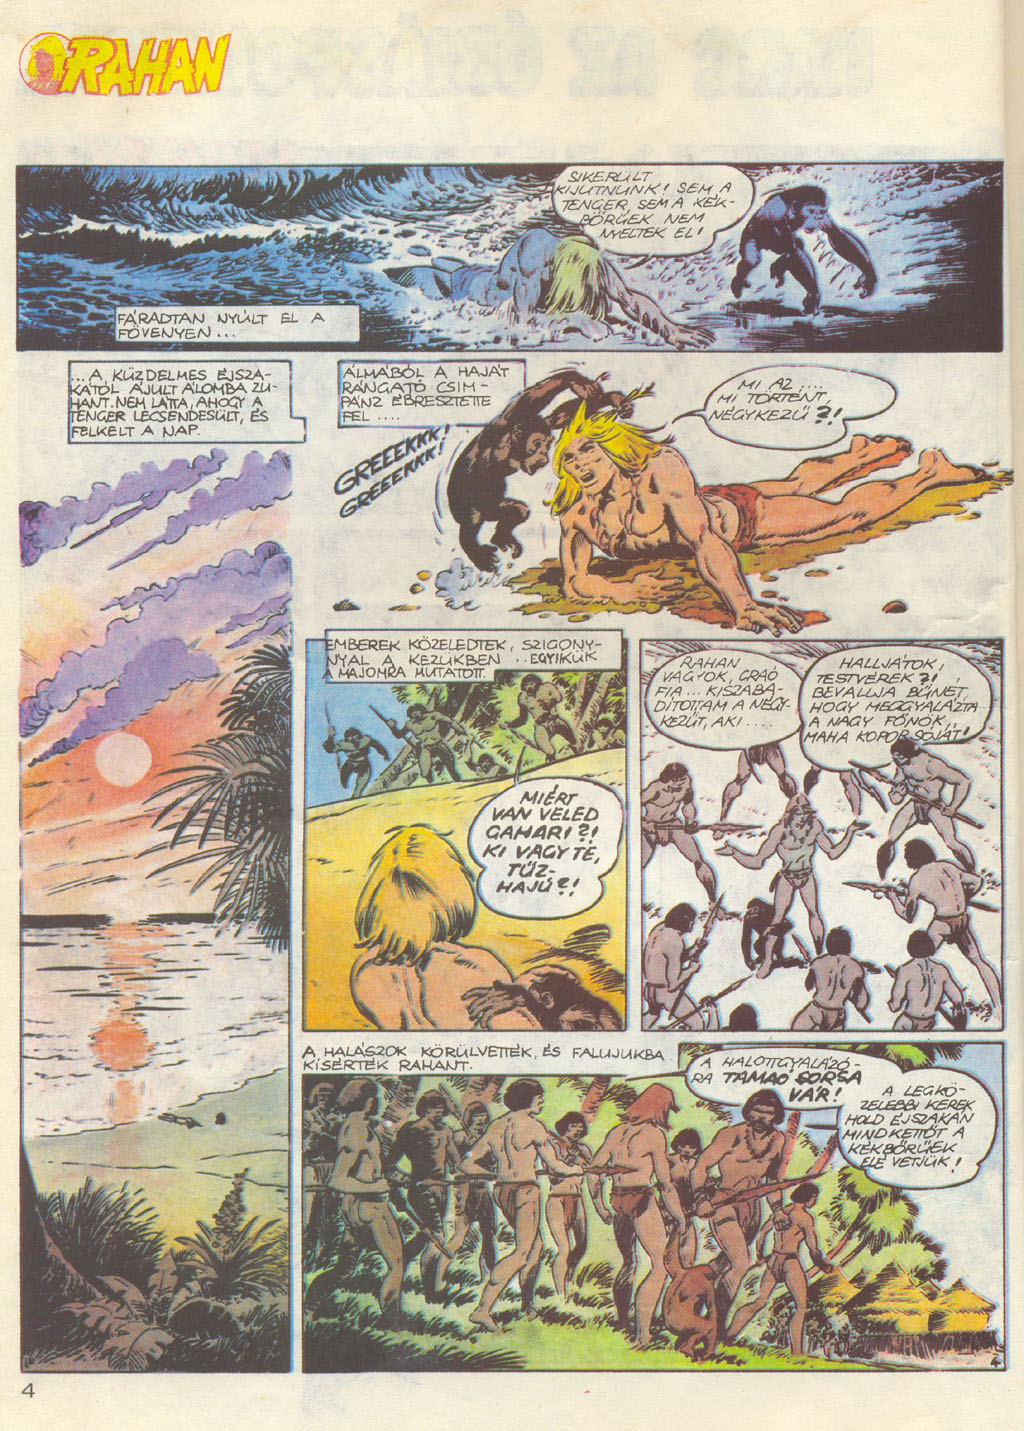 RAHAN
SIKERÜLT
KIJUTNUNK! SEM A
TENGER, SEM A KÉK-
BŐRŰEK NEM
NYELTEK EL!
FÁRADTAN NYÚLT EL A
FÖVENYEN...
...A KÜZDELMES ÉJSZA-
KÁTÓL ÁJULT ÁLOMBA ZU-
HANT. NEM LÁTTA, AHOGY A
TENGER LECSENDESÜLT, ÉS
FELKELT A NAP.
ÁLMÁBÓL A HAJÁT
RÁNGATÓ CSIM-
PÁNZ ÉBRESZTETTE
FEL....
GREEEKKK!
GREEEKKK!
MI AZ....
MI TÖRTÉNT,
NÉGYKEZŰ?!
EMBEREK KÖZELEDTEK, SZIGONY-
NYAL A KEZÜKBEN...EGYIKÜK
A MAJOMRA MUTATOTT.
MIÉRT
VAN VELED
GAHARI?!
KI VAGY TE,
TŰZ-
HAJÚ?!
RAHAN
VAGYOK, GRAÓ
FIA...KISZABA-
DÍTOTTAM A NÉGY-
KEZŰT, AKI....
HALLJÁTOK,
TESTVÉREK?!
BEVALLJA BŰNÉT,
HOGY MEGGYALÁZTA
A NAGY FŐNÖK,
MAHA KOPORSÓJÁT!
A HALÁSZOK KÖRÜLVETTÉK, ÉS FALUJUKBA
KÍSÉRTÉK RAHANT.
A HALOTTGYALÁZÓ-
RA TAMAÓ SORSA
VÁR!
A LEGKÖ-
ZELEBBI KEREK
HOLD ÉJSZAKÁN
MINDKETTŐT A
KÉKBŐRŰEK
ELÉ VETJÜK!
4
4